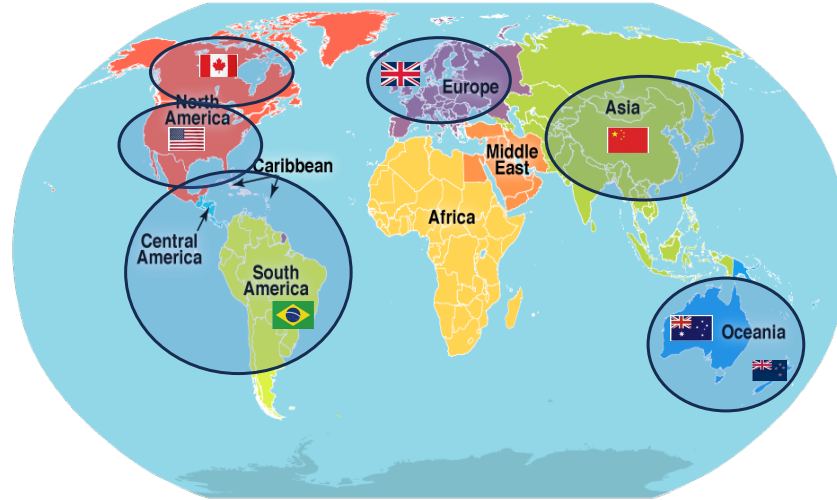 North
America
Caribbean
Central
America
South
America
Europe
Africa
Middle
East
Asia
Oceania